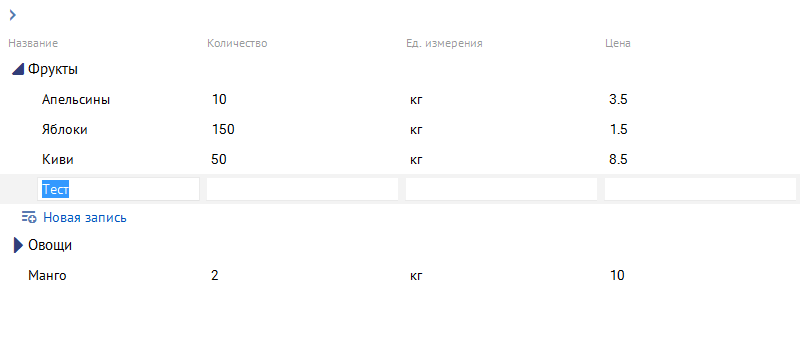 Название Количество Ед. измерения Цена
Фрукты
Апельсины 10 кг 3.5
Яблоки 150 кг 1.5
Киви 50 кг 8.5
Тест
Новая запись
Овощи
Манго 2 кг 10